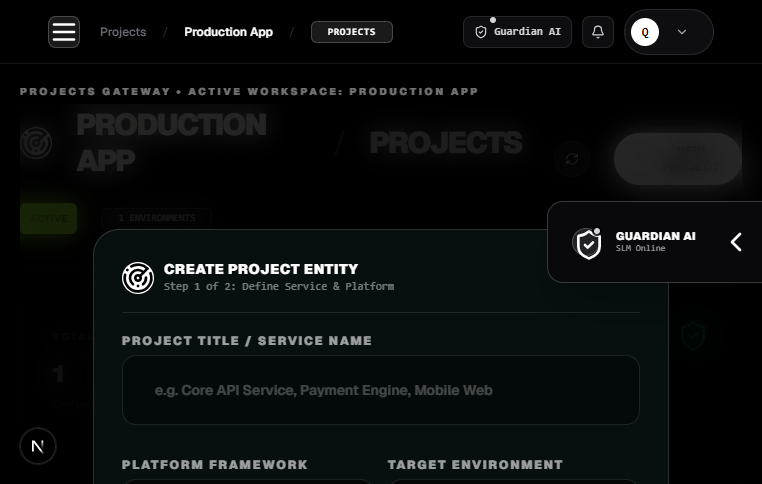 Projects / Production App / PROJECTS
Guardian AI
Q
PROJECTS GATEWAY • ACTIVE WORKSPACE: PRODUCTION APP
PRODUCTION
APP
/ PROJECTS
ACTIVE
1 ENVIRONMENTS
GUARDIAN AI
SLM Online
CREATE PROJECT ENTITY
Step 1 of 2: Define Service & Platform
PROJECT TITLE / SERVICE NAME
TOTAL
1
e.g. Core API Service, Payment Engine, Mobile Web
N
PLATFORM FRAMEWORK
TARGET ENVIRONMENT